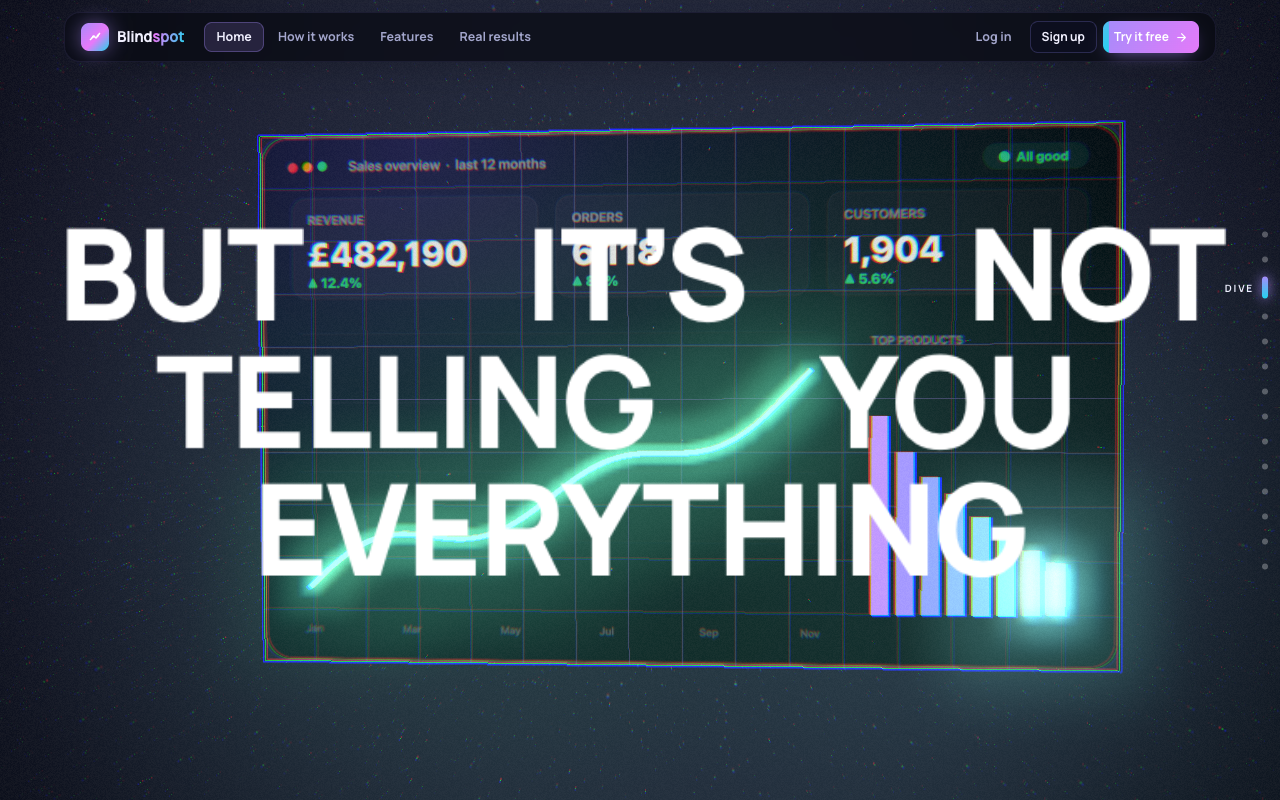 Blindspot
Home
How it works
Features
Real results
Log in
Sign up
Try it free →
Sales overview · last 12 months
All good
REVENUE
£482,190
▲ 12.4%
ORDERS
CUSTOMERS
1,904
▲ 5.6%
BUT IT'S NOT
DIVE
TOP PRODUCTS
TELLING YOU
EVERYTHING
Jan
Mar
May
Jul
Sep
Nov